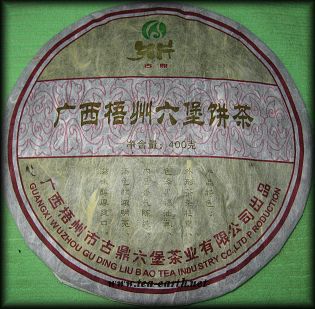 古鼎
广西梧州六堡饼茶
净含量：400克
广西梧州市古鼎六堡茶业有限公司出品
GUANGXI WUZHOU GU DING LIU BAO TEA INDUSTRY CO.,LTD PRODUCTION
www.tea-earth.net